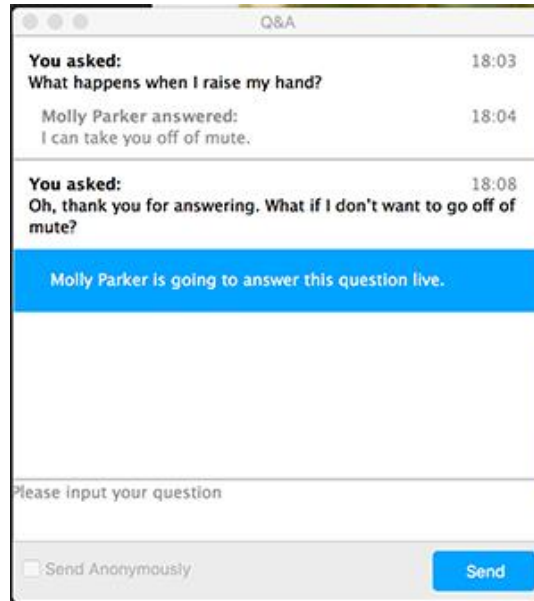 Q&A
You asked: 18:03
What happens when I raise my hand?
Molly Parker answered: 18:04
I can take you off of mute.
You asked: 18:08
Oh, thank you for answering. What if I don't want to go off of
mute?
Molly Parker is going to answer this question live.
Please input your question
Send Anonymously
Send